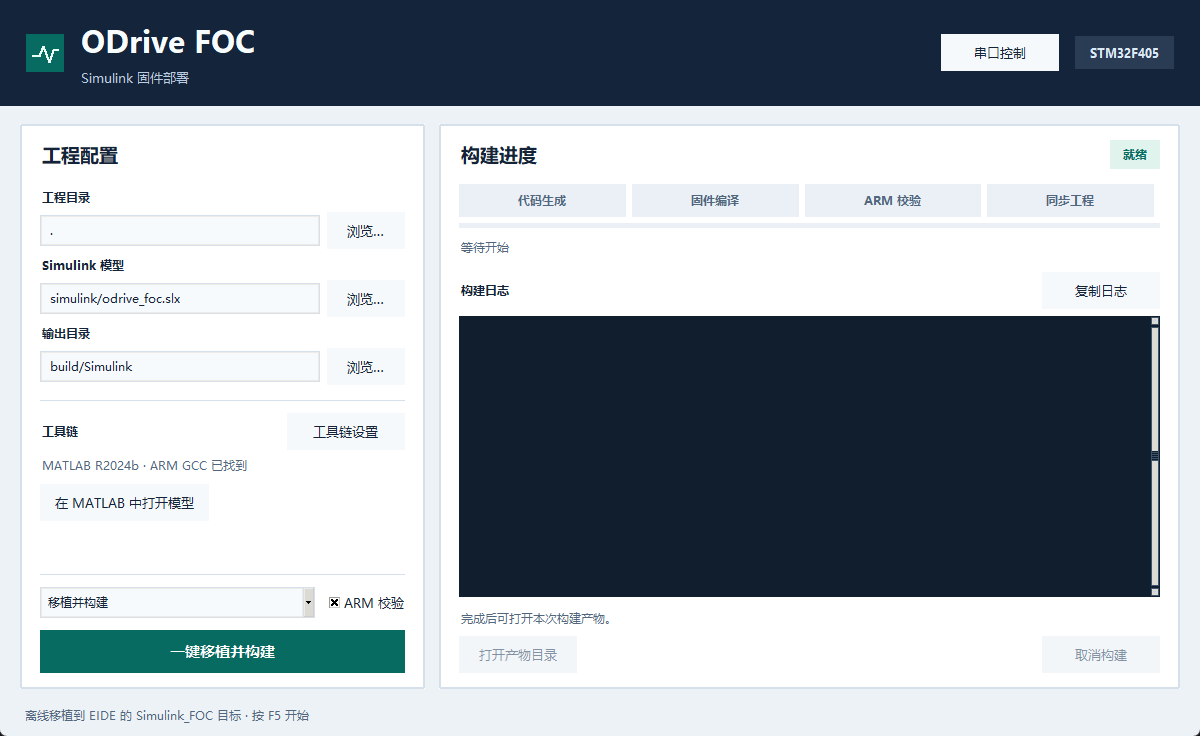 ODrive FOC
Simulink 固件部署
串口控制
STM32F405
工程配置
工程目录
.
浏览...
Simulink 模型
simulink/odrive_foc.slx
浏览...
输出目录
build/Simulink
浏览...
工具链
工具链设置
MATLAB R2024b · ARM GCC 已找到
在 MATLAB 中打开模型
移植并构建
ARM 校验
一键移植并构建
构建进度
就绪
代码生成
固件编译
ARM 校验
同步工程
等待开始
构建日志
复制日志
完成后可打开本次构建产物。
打开产物目录
取消构建
离线移植到 EIDE 的 Simulink_FOC 目标 · 按 F5 开始